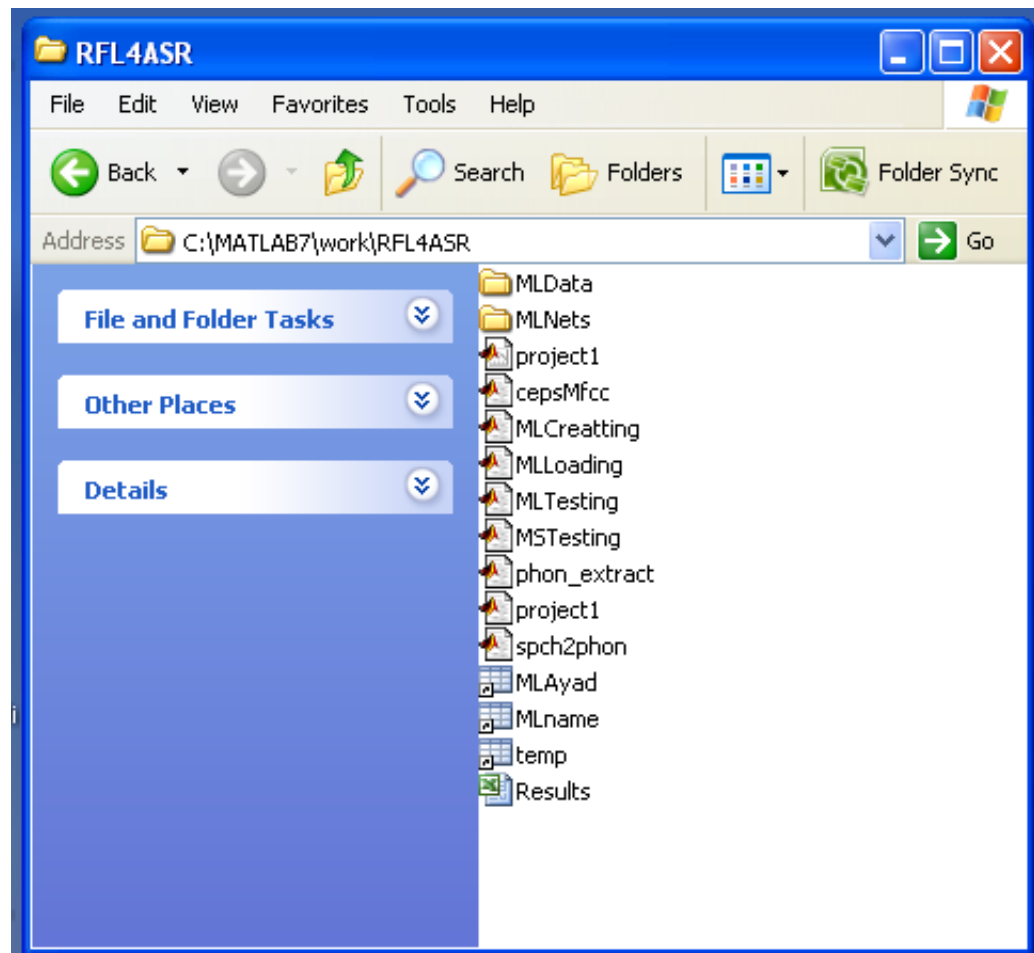 RFL4ASR
File Edit View Favorites Tools Help
Back Search Folders Folder Sync
Address C:\MATLAB7\work\RFL4ASR Go
File and Folder Tasks
Other Places
Details
MLData
MLNets
project1
cepsMfcc
MLCreatting
MLLoading
MLTesting
MSTesting
phon_extract
project1
spch2phon
MLAyad
MLname
temp
Results